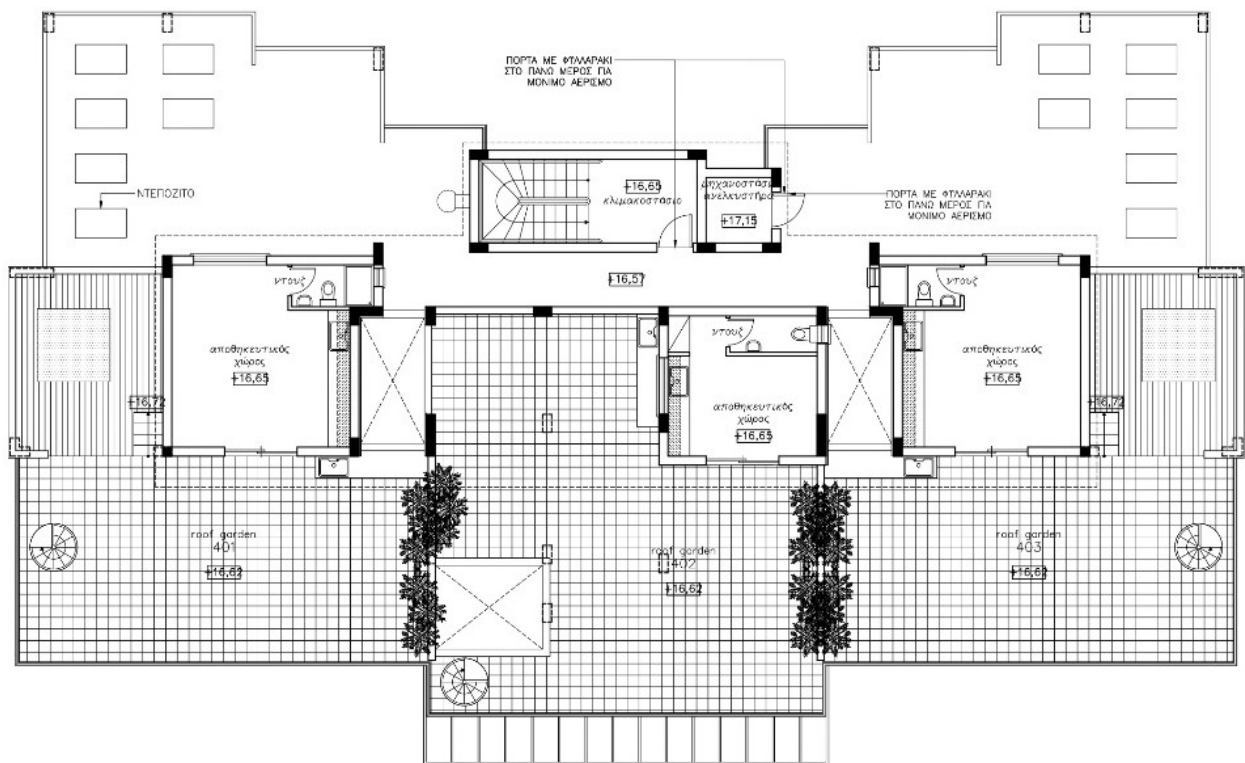 ΠΟΡΤΑ ΜΕ ΦΥΛΛΑΡΑΚΙ
ΣΤΟ ΠΑΝΩ ΜΕΡΟΣ ΓΙΑ
ΜΟΝΙΜΟ ΑΕΡΙΣΜΟ
ΝΤΕΠΟΖΙΤΟ
+16,65
κλιμακοστάσιο
μηχανοστάσιο
ανελκυστήρα
+17,15
ΠΟΡΤΑ ΜΕ ΦΥΛΛΑΡΑΚΙ
ΣΤΟ ΠΑΝΩ ΜΕΡΟΣ ΓΙΑ
ΜΟΝΙΜΟ ΑΕΡΙΣΜΟ
ντους
+16,57
ντους
ντους
αποθηκευτικός
χώρος
+16,65
+16,72
αποθηκευτικός
χώρος
+16,65
αποθηκευτικός
χώρος
+16,65
+16,72
roof garden
401
+16,62
roof garden
402
+16,62
roof garden
403
+16,62